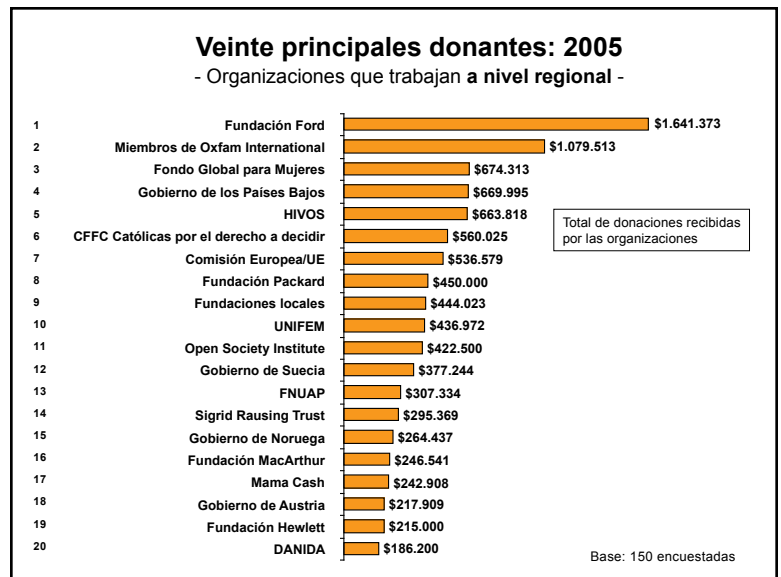 Veinte principales donantes: 2005
- Organizaciones que trabajan a nivel regional -
1 Fundación Ford $1.641.373
2 Miembros de Oxfam International $1.079.513
3 Fondo Global para Mujeres $674.313
4 Gobierno de los Países Bajos $669.995
5 HIVOS $663.818
Total de donaciones recibidas
por las organizaciones
6 CFFC Católicas por el derecho a decidir $560.025
7 Comisión Europea/UE $536.579
8 Fundación Packard $450.000
9 Fundaciones locales $444.023
10 UNIFEM $436.972
11 Open Society Institute $422.500
12 Gobierno de Suecia $377.244
13 FNUAP $307.334
14 Sigrid Rausing Trust $295.369
15 Gobierno de Noruega $264.437
16 Fundación MacArthur $246.541
17 Mama Cash $242.908
18 Gobierno de Austria $217.909
19 Fundación Hewlett $215.000
20 DANIDA $186.200
Base: 150 encuestadas